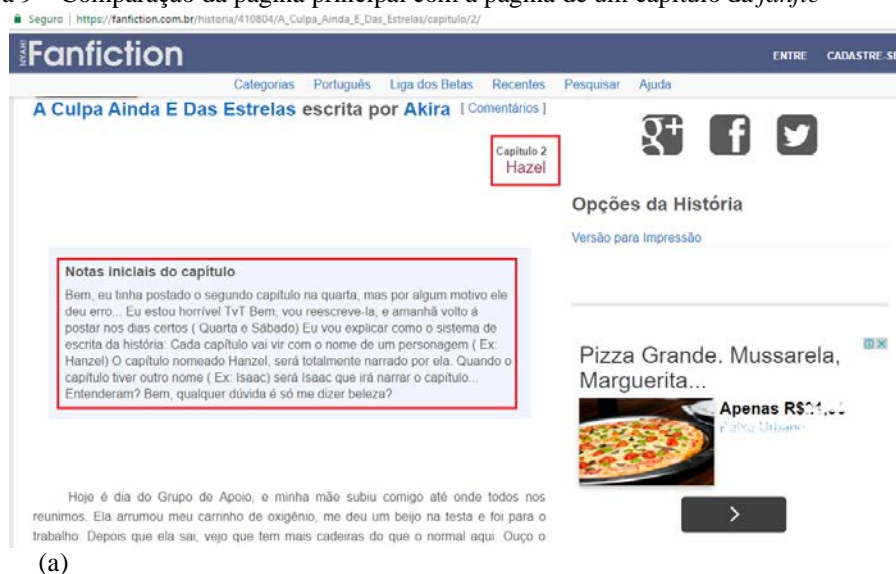 a 9 – Comparação da página principal com a página de um capítulo da fanfic
Seguro | https://fanfiction.com.br/historia/410804/A_Culpa_Ainda_E_Das_Estrelas/capitulo/2/
NYAH!
Fanfiction
ENTRE CADASTRE-SE
Categorias Português Liga dos Betas Recentes Pesquisar Ajuda
A Culpa Ainda É Das Estrelas escrita por Akira [ Comentários ]
g+ f
Capítulo 2
Hazel
Opções da História
Versão para Impressão
Notas iniciais do capítulo
Bem, eu tinha postado o segundo capítulo na quarta, mas por algum motivo ele
deu erro... Eu estou horrível TvT Bem, vou reescreve-la, e amanhã volto á
postar nos dias certos ( Quarta e Sábado) Eu vou explicar como o sistema de
escrita da história: Cada capítulo vai vir com o nome de um personagem ( Ex:
Hanzel) O capítulo nomeado Hanzel, será totalmente narrado por ela. Quando o
capítulo tiver outro nome ( Ex: Isaac) será Isaac que irá narrar o capítulo...
Entenderam? Bem, qualquer dúvida é só me dizer beleza?
Pizza Grande. Mussarela,
Marguerita...
Apenas
Peixe Urbano
Hoje é dia do Grupo de Apoio, e minha mãe subiu comigo até onde todos nos
reunimos. Ela arrumou meu carrinho de oxigênio, me deu um beijo na testa e foi para o
trabalho. Depois que ela sai, vejo que tem mais cadeiras do que o normal aqui. Ouço o
(a)